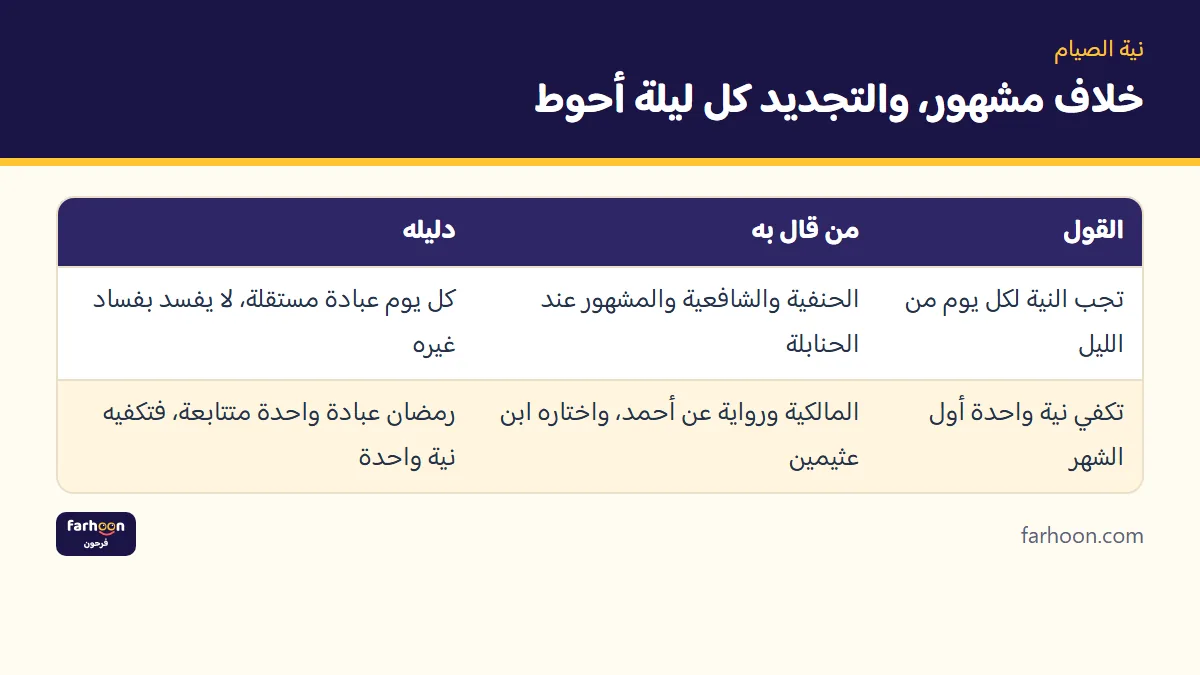 نية الصيام
خلاف مشهور، والتجديد كل ليلة أحوط
القول
من قال به
دليله
تجب النية لكل يوم من
الليل
الحنفية والشافعية والمشهور عند
الحنابلة
كل يوم عبادة مستقلة، لا يفسد بفساد
غيره
تكفي نية واحدة أول
الشهر
المالكية ورواية عن أحمد، واختاره ابن
عثيمين
رمضان عبادة واحدة متتابعة، فتكفيه
نية واحدة
farhoon.com
farhoon
فرحون